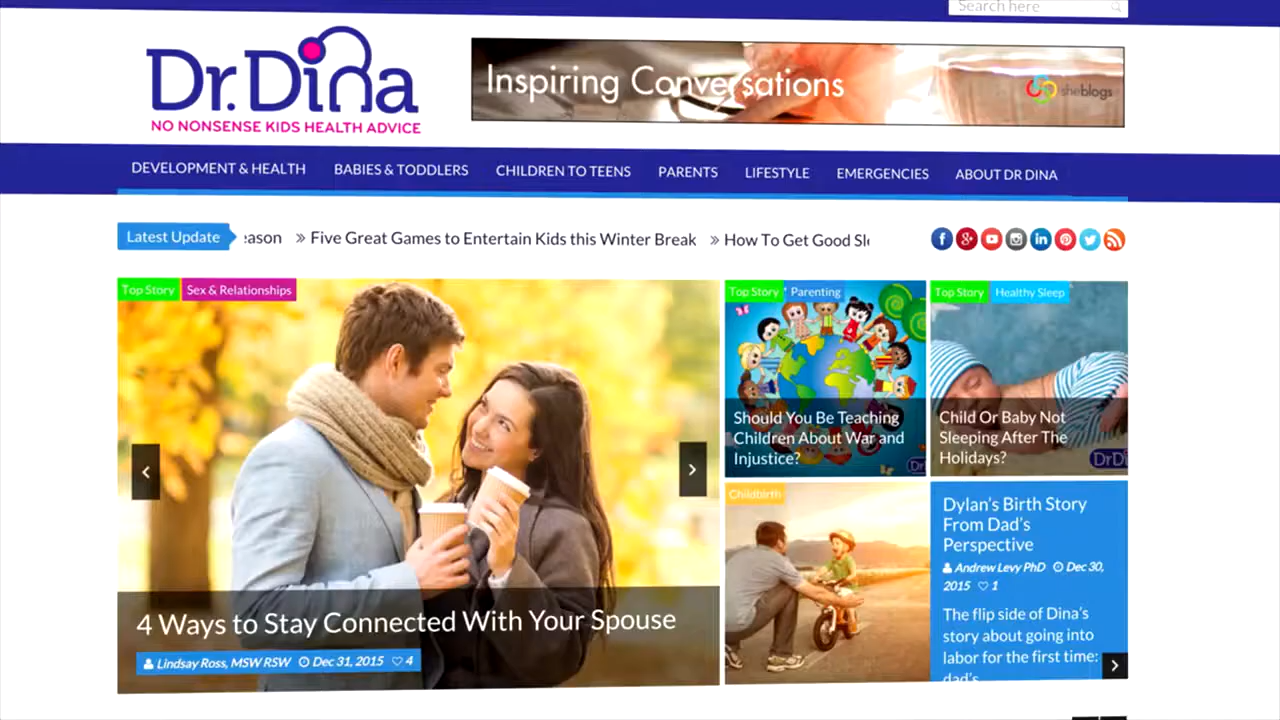 Search here
Dr. Dina
NO NONSENSE KIDS HEALTH ADVICE
Inspiring Conversations
sheblogs
DEVELOPMENT & HEALTH
BABIES & TODDLERS
CHILDREN TO TEENS
PARENTS
LIFESTYLE
EMERGENCIES
ABOUT DR DINA
Latest Update
eason » Five Great Games to Entertain Kids this Winter Break » How To Get Good Sle
Top Story
Sex & Relationships
4 Ways to Stay Connected With Your Spouse
Lindsay Ross, MSW RSW Dec 31, 2015 4
Top Story
Parenting
Should You Be Teaching
Children About War and
Injustice?
Top Story
Healthy Sleep
Child Or Baby Not
Sleeping After The
Holidays?
Childbirth
Dylan's Birth Story
From Dad's
Perspective
Andrew Levy PhD Dec 30,
2015 1
The flip side of Dina's
story about going into
labor for the first time:
dad's